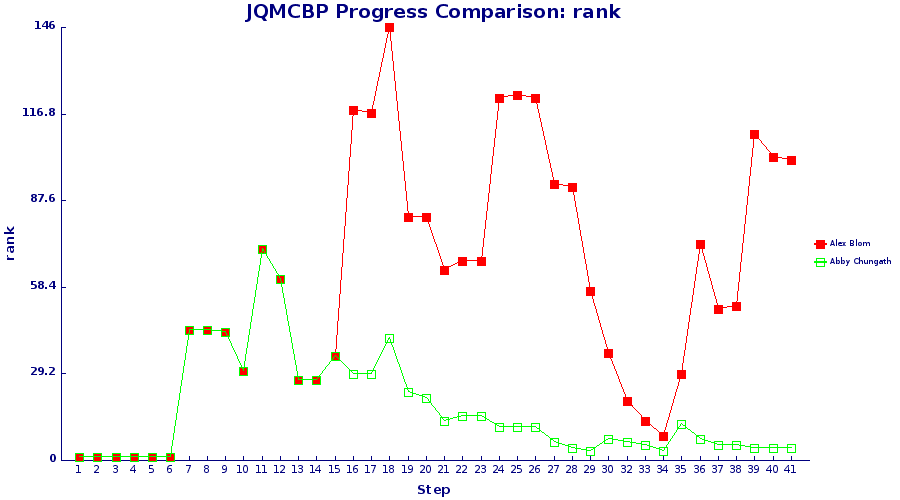 JQMCBP Progress Comparison: rank
146
116.8
87.6
58.4
29.2
0
rank
1 2 3 4 5 6 7 8 9 10 11 12 13 14 15 16 17 18 19 20 21 22 23 24 25 26 27 28 29 30 32 33 34 35 36 37 38 39 40 41
Step
Alex Blom
Abby Chungath